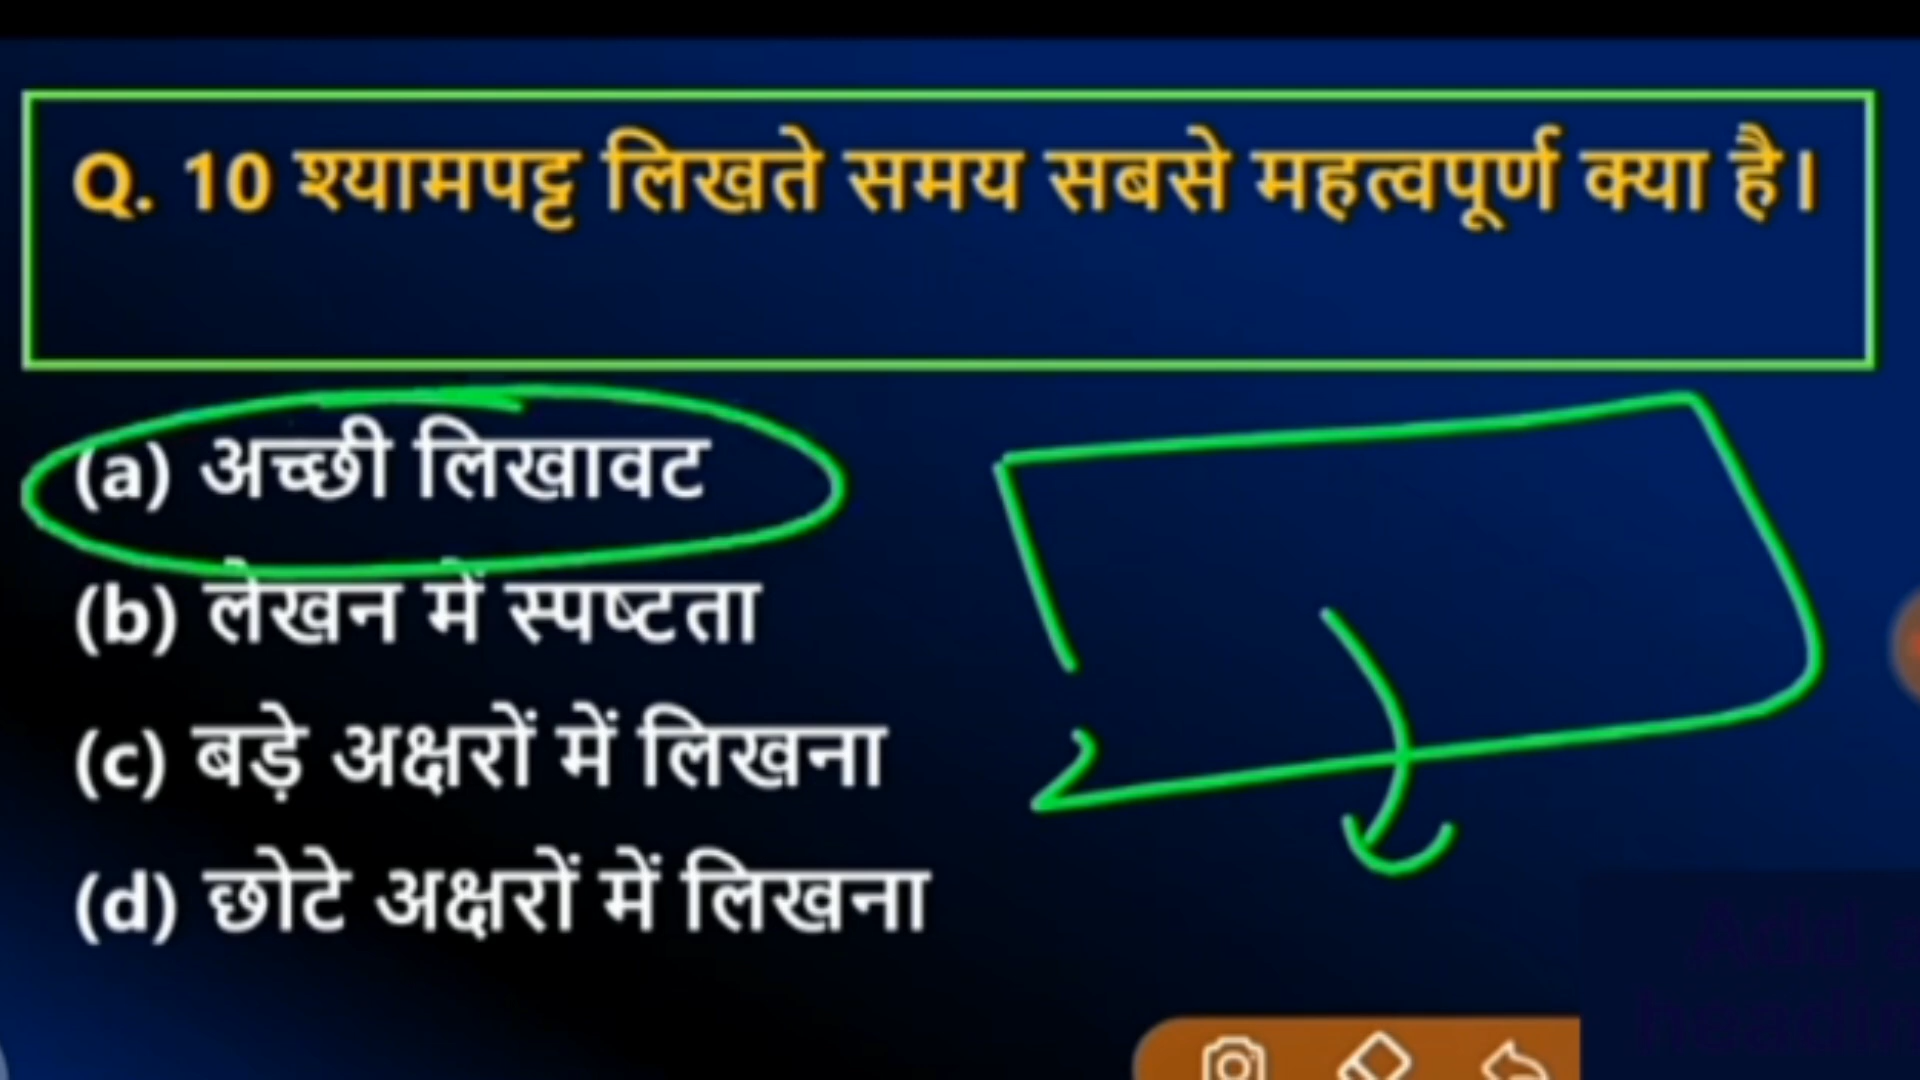 Q. 10 श्यामपट्ट लिखते समय सबसे महत्वपूर्ण क्या है।
(a) अच्छी लिखावट
(b) लेखन में स्पष्टता
(c) बड़े अक्षरों में लिखना
(d) छोटे अक्षरों में लिखना